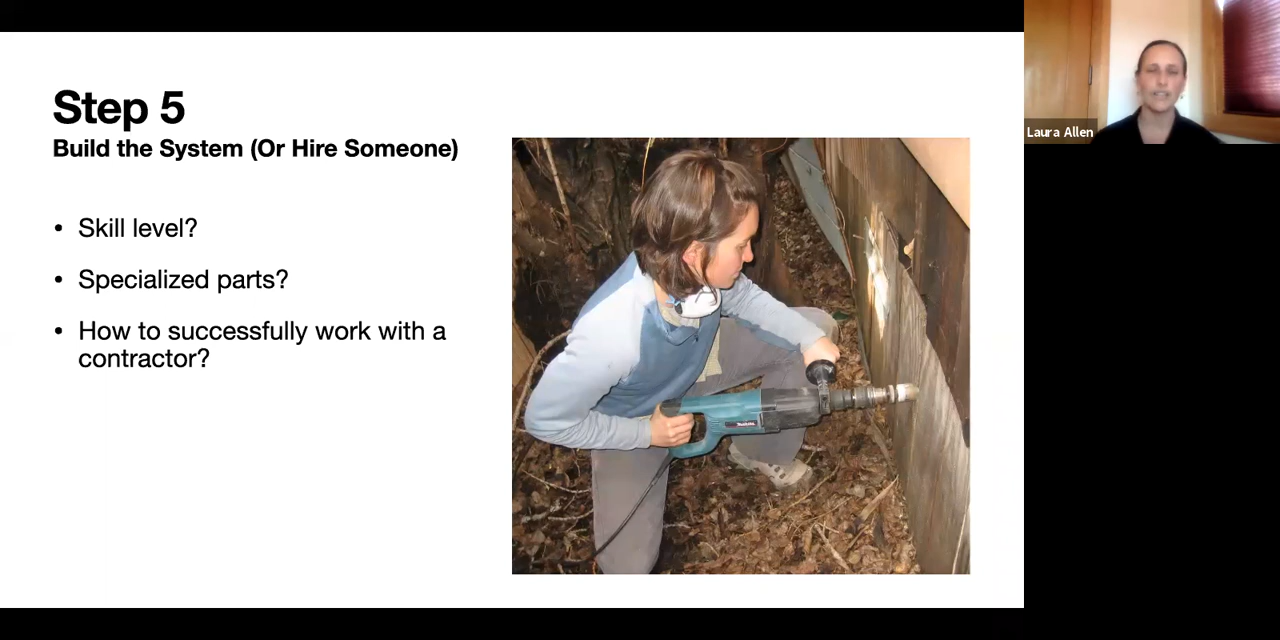 Step 5
Build the System (Or Hire Someone)
• Skill level?
• Specialized parts?
• How to successfully work with a
contractor?
Laura Allen